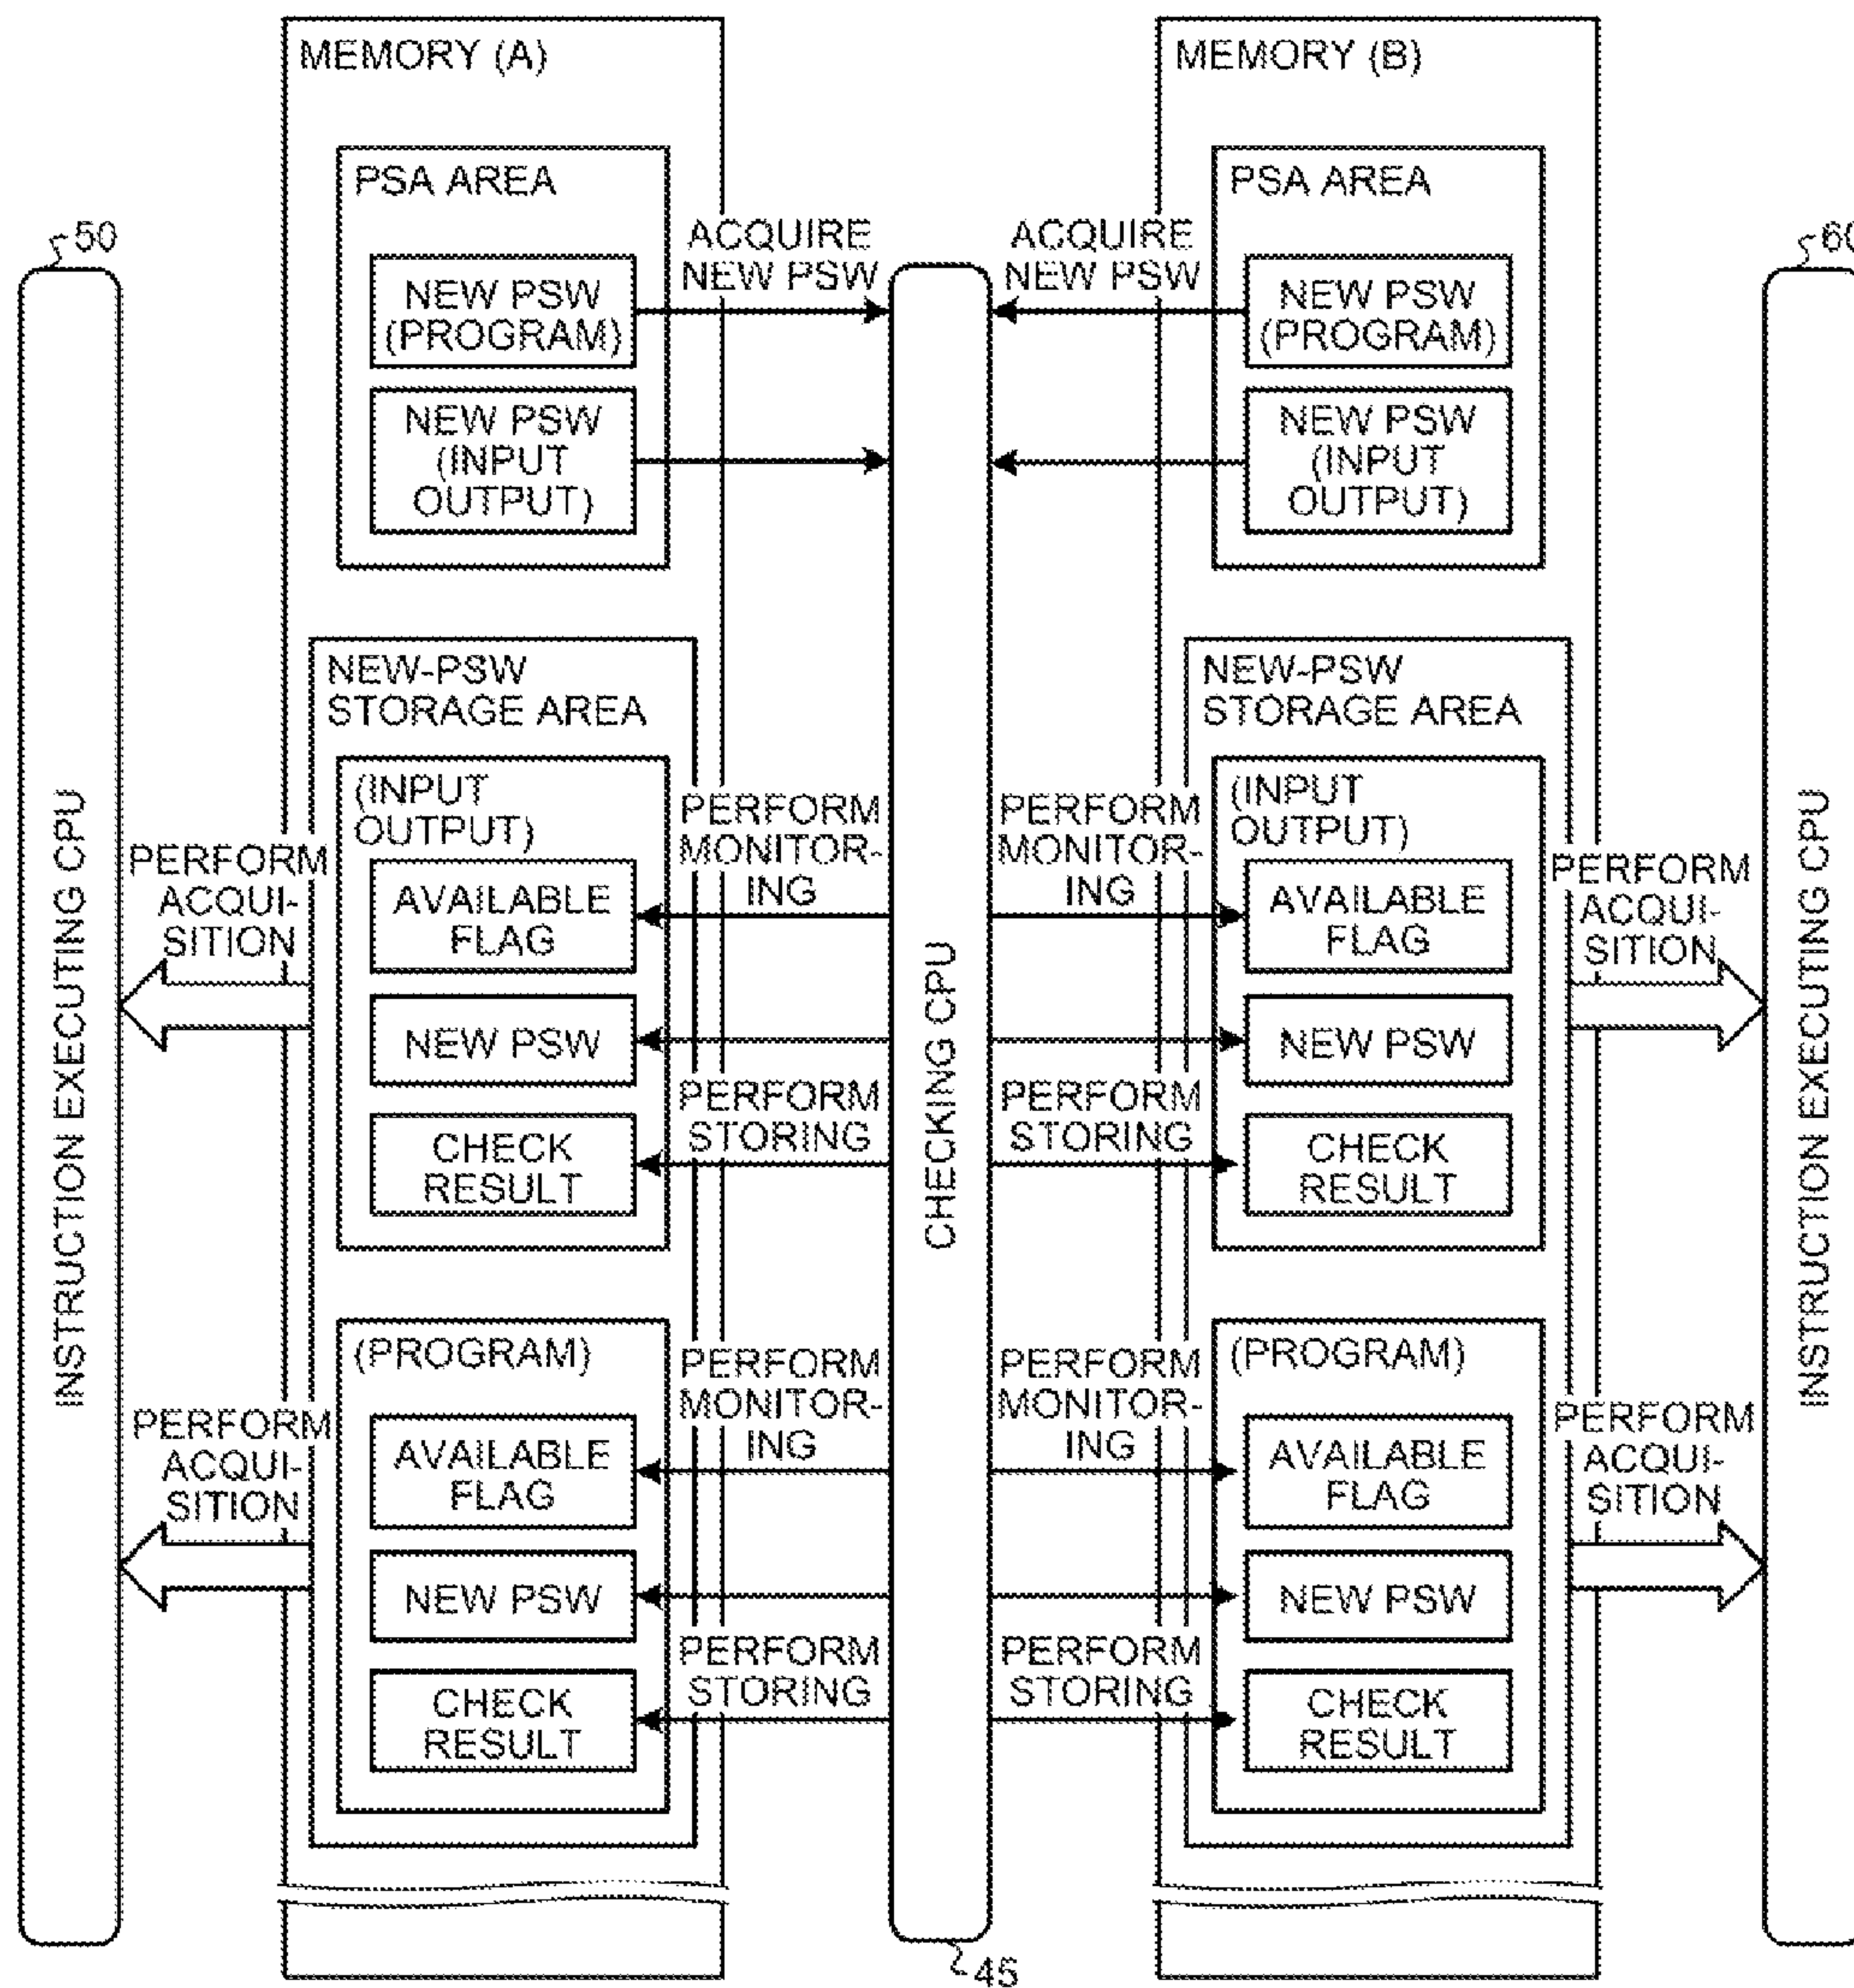 MEMORY (A)
PSA AREA
NEW PSW
(PROGRAM)
NEW PSW
(INPUT
OUTPUT)
ACQUIRE
NEW PSW
ACQUIRE
NEW PSW
MEMORY (B)
PSA AREA
NEW PSW
(PROGRAM)
NEW PSW
(INPUT
OUTPUT)
50
60
INSTRUCTION EXECUTING CPU
PERFORM
ACQUI-
SITION
PERFORM
ACQUI-
SITION
NEW-PSW
STORAGE AREA
(INPUT
OUTPUT)
AVAILABLE
FLAG
NEW PSW
CHECK
RESULT
(PROGRAM)
AVAILABLE
FLAG
NEW PSW
CHECK
RESULT
PERFORM
MONITOR-
ING
PERFORM
STORING
PERFORM
MONITOR-
ING
PERFORM
STORING
CHECKING CPU
45
PERFORM
MONITOR-
ING
PERFORM
STORING
PERFORM
MONITOR-
ING
PERFORM
STORING
NEW-PSW
STORAGE AREA
(INPUT
OUTPUT)
AVAILABLE
FLAG
NEW PSW
CHECK
RESULT
(PROGRAM)
AVAILABLE
FLAG
NEW PSW
CHECK
RESULT
PERFORM
ACQUI-
SITION
PERFORM
ACQUI-
SITION
INSTRUCTION EXECUTING CPU